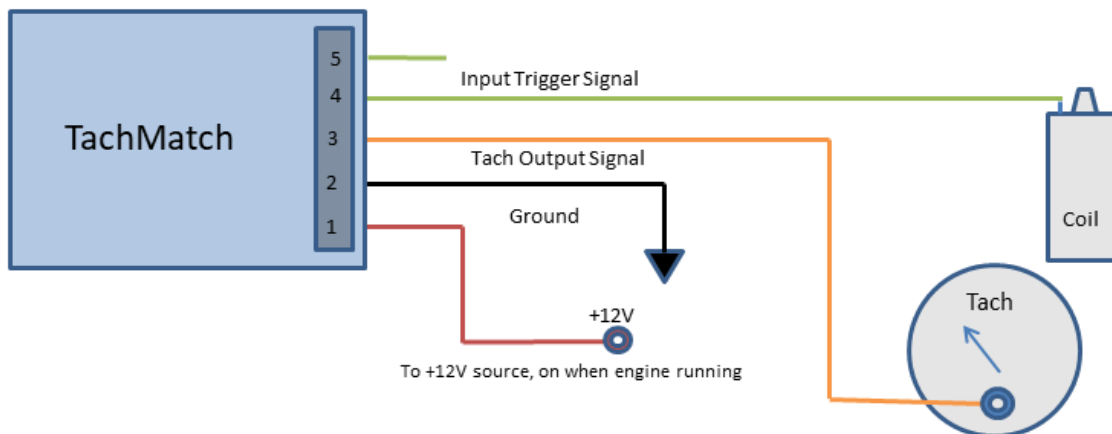 TachMatch
5
4
3
2
1
Input Trigger Signal
Tach Output Signal
Ground
+12V
To +12V source, on when engine running
Coil
Tach